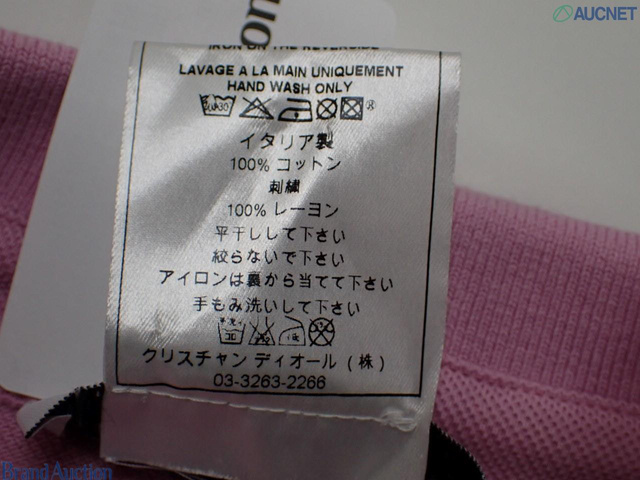 AUCNET
on
IRON ON THE REVERSIDE
LAVAGE A LA MAIN UNIQUEMENT
HAND WASH ONLY
イタリア製
100% コットン
刺繍
100% レーヨン
平干しして下さい
絞らないで下さい
アイロンは裏から当てて下さい
手もみ洗いして下さい
クリスチャン ディオール (株)
03-3263-2266
Brand Auction